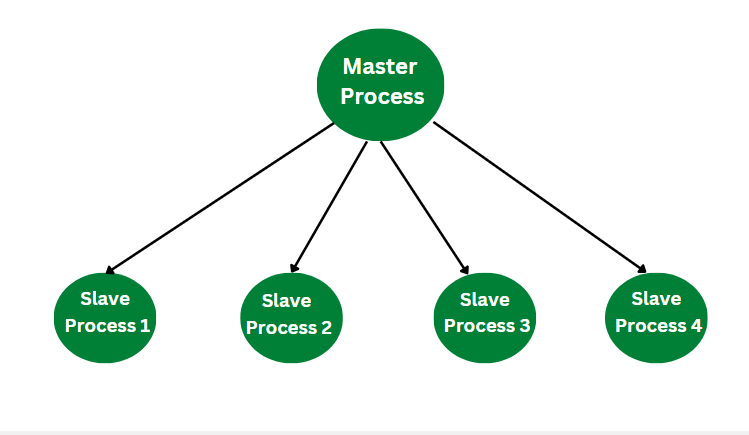 Master
Process
Slave
Process 1
Slave
Process 2
Slave
Process 3
Slave
Process 4